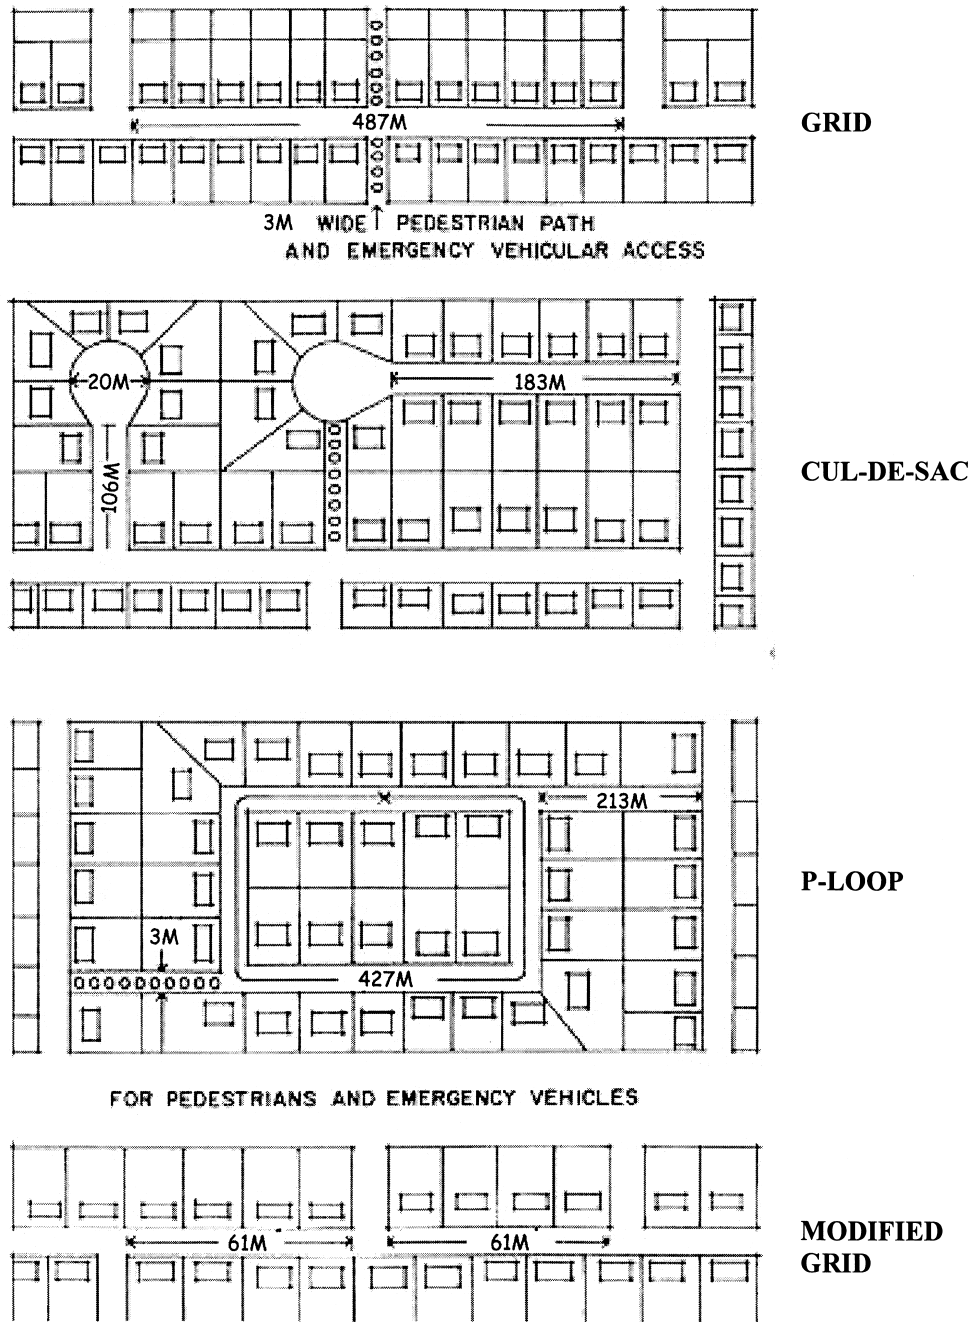 GRID
487M
3M WIDE PEDESTRIAN PATH
AND EMERGENCY VEHICULAR ACCESS
20M
183M
106M
CUL-DE-SAC
213M
P-LOOP
3M
427M
FOR PEDESTRIANS AND EMERGENCY VEHICLES
61M
61M
MODIFIED
GRID